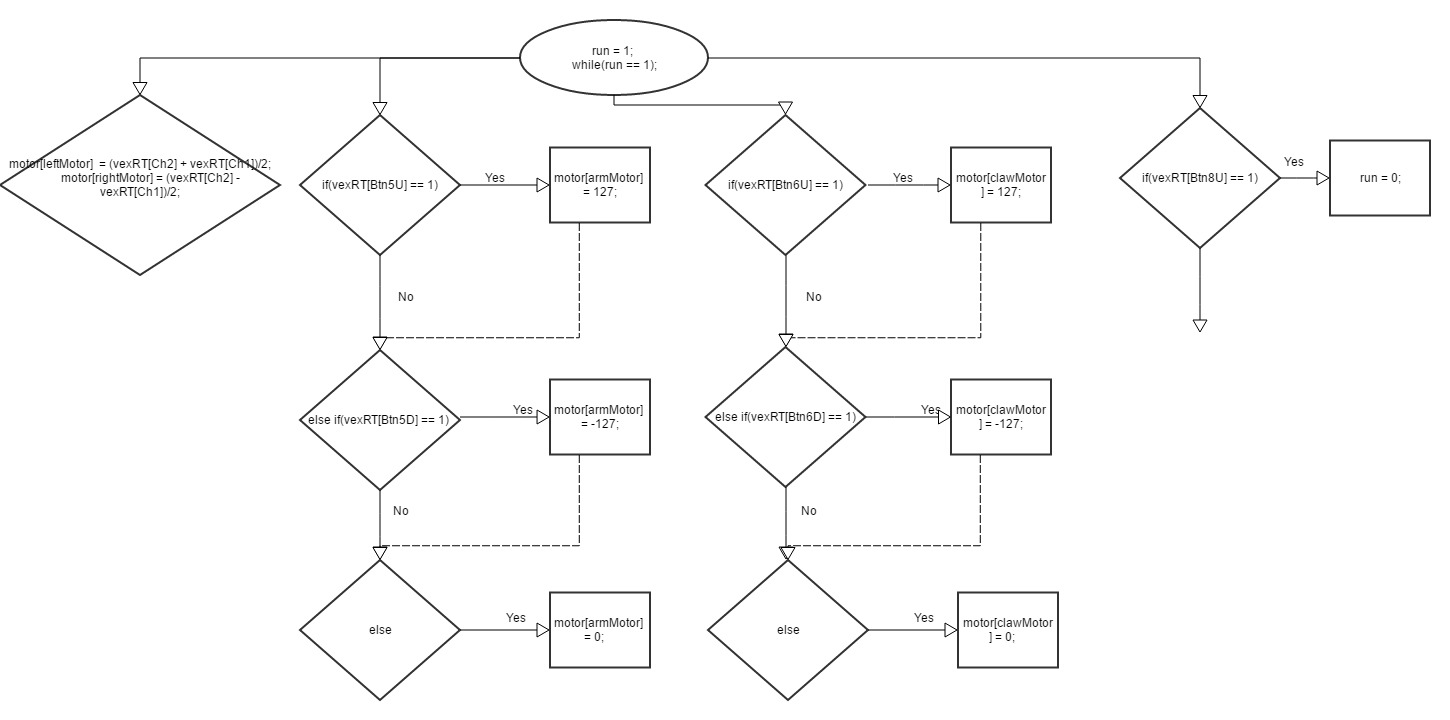 run = 1;
while(run == 1);
motor[leftMotor] = (vexRT[Ch2] + vexRT[Ch1])/2;
motor[rightMotor] = (vexRT[Ch2] -
vexRT[Ch1])/2;
if(vexRT[Btn5U] == 1)
Yes
motor[armMotor]
= 127;
No
else if(vexRT[Btn5D] == 1)
Yes
motor[armMotor]
= -127;
No
else
Yes
motor[armMotor]
= 0;
if(vexRT[Btn6U] == 1)
Yes
motor[clawMotor
] = 127;
No
else if(vexRT[Btn6D] == 1)
Yes
motor[clawMotor
] = -127;
No
else
Yes
motor[clawMotor
] = 0;
if(vexRT[Btn8U] == 1)
Yes
run = 0;